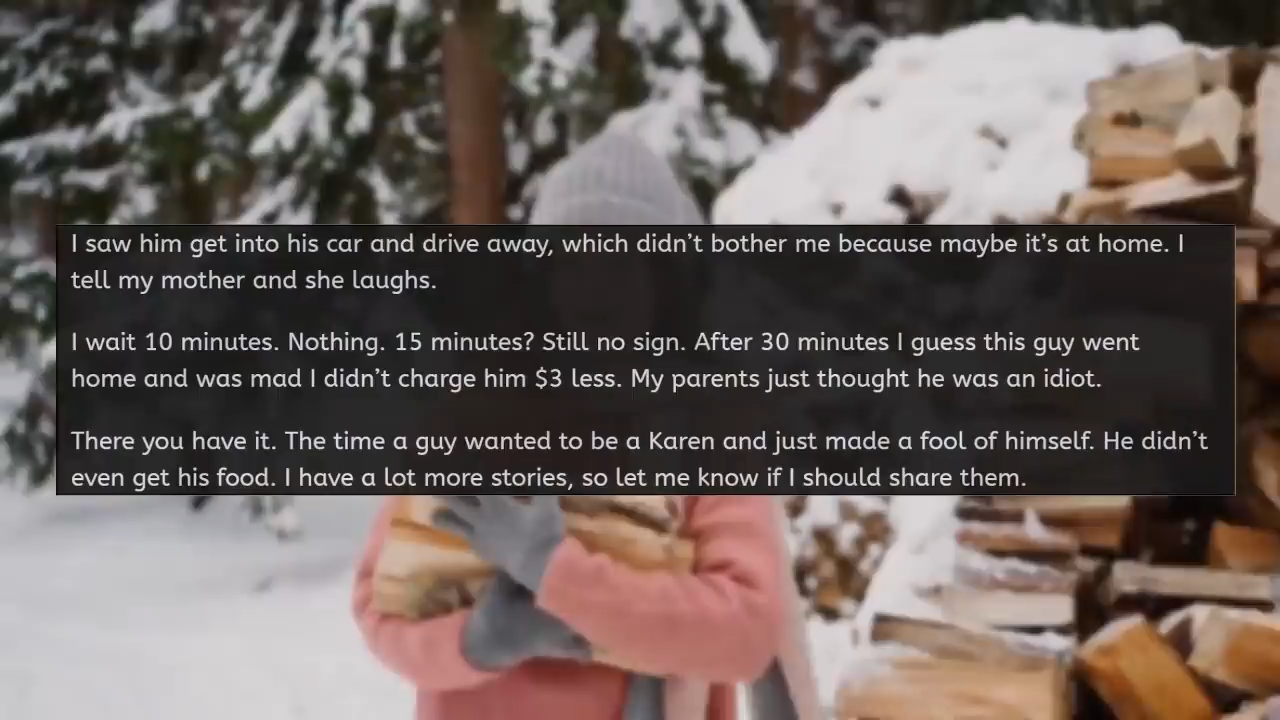 I saw him get into his car and drive away, which didn’t bother me because maybe it’s at home. I
tell my mother and she laughs.
I wait 10 minutes. Nothing. 15 minutes? Still no sign. After 30 minutes I guess this guy went
home and was mad I didn’t charge him $3 less. My parents just thought he was an idiot.
There you have it. The time a guy wanted to be a Karen and just made a fool of himself. He didn’t
even get his food. I have a lot more stories, so let me know if I should share them.